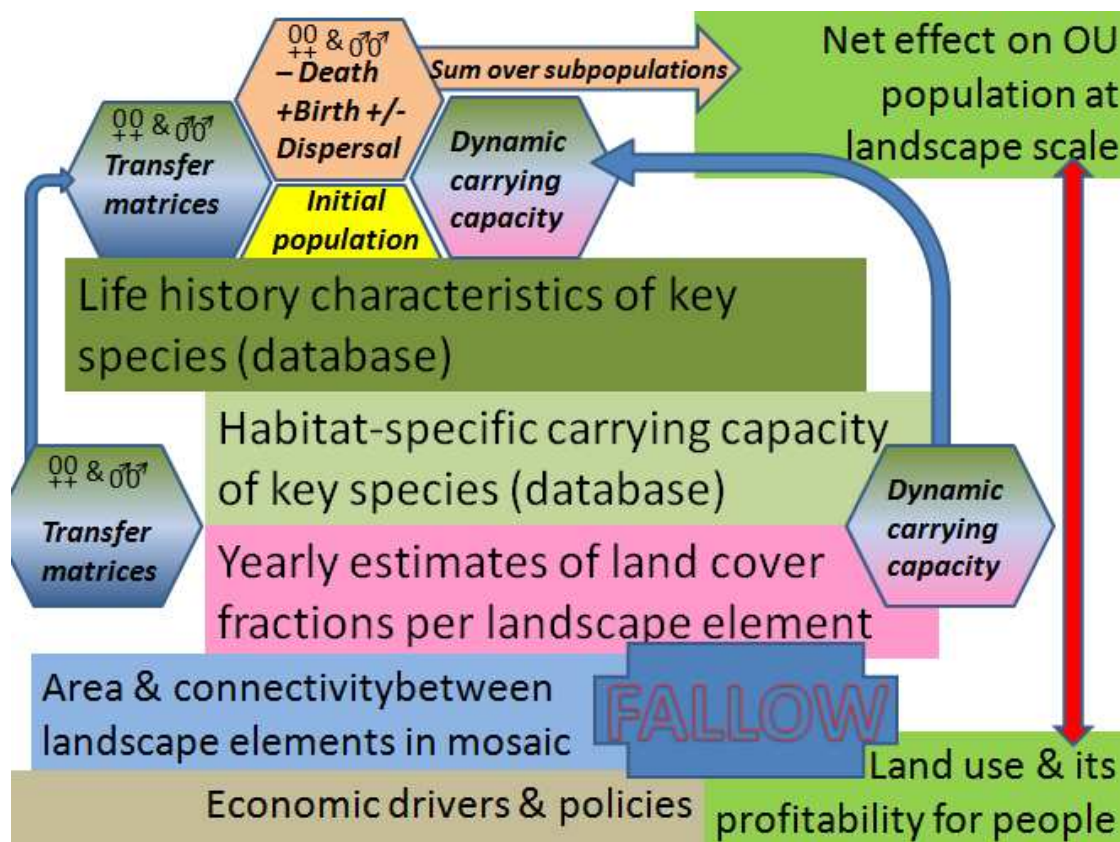 00
++ & ♂♂
– Death
+Birth +/-
Dispersal
Sum over subpopulations
Net effect on OU
population at
landscape scale
00
++ & ♂♂
Transfer
matrices
Dynamic
carrying
capacity
Initial
population
Life history characteristics of key
species (database)
Habitat-specific carrying capacity
of key species (database)
00
++ & ♂♂
Transfer
matrices
Dynamic
carrying
capacity
Yearly estimates of land cover
fractions per landscape element
Area & connectivitybetween
landscape elements in mosaic
FALLOW
Land use & its
profitability for people
Economic drivers & policies